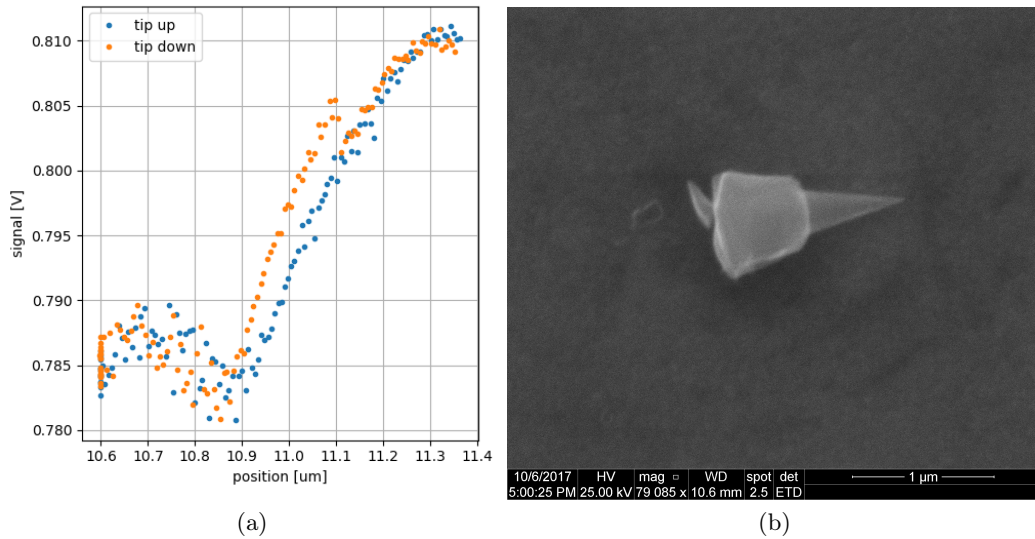 tip up
tip down
0.810
0.805
0.800
0.795
0.790
0.785
0.780
signal [V]
10.6 10.7 10.8 10.9 11.0 11.1 11.2 11.3 11.4
position [um]
(a)
10/6/2017 HV mag □ WD spot det
5:00:25 PM 25.00 kV 79 085 x 10.6 mm 2.5 ETD
1 µm
(b)